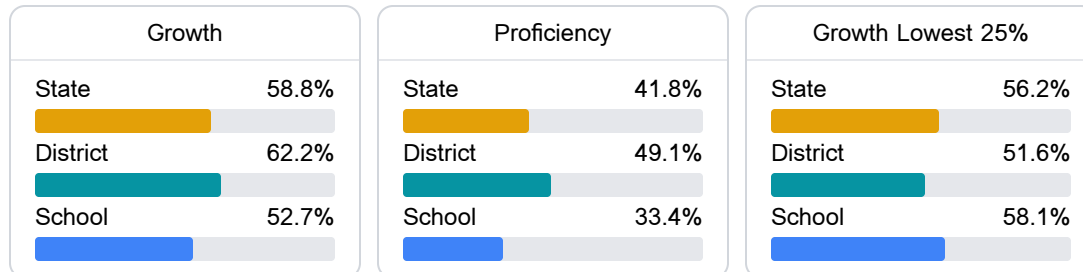 Growth
State 58.8%
District 62.2%
School 52.7%
Proficiency
State 41.8%
District 49.1%
School 33.4%
Growth Lowest 25%
State 56.2%
District 51.6%
School 58.1%